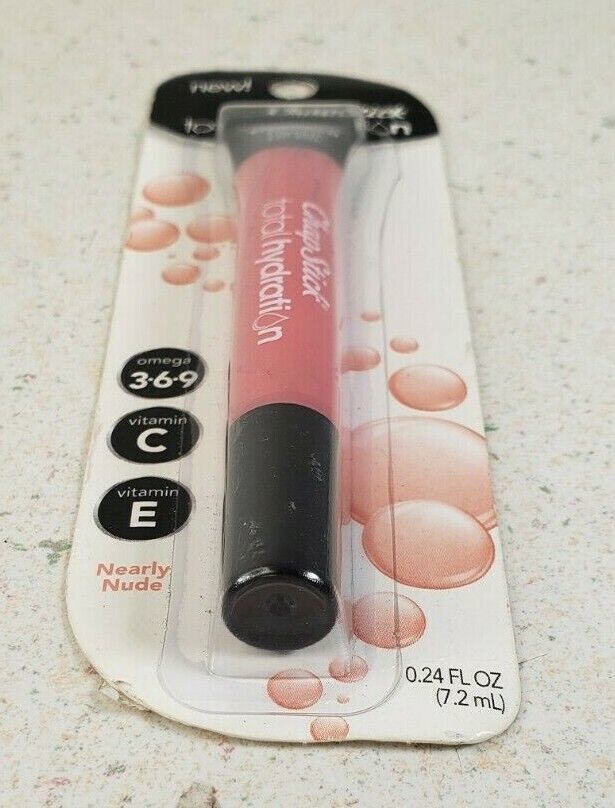 new!
ChapStick
total hydration
omega
3·6·9
vitamin
C
vitamin
E
Nearly
Nude
0.24 FL OZ
(7.2 mL)